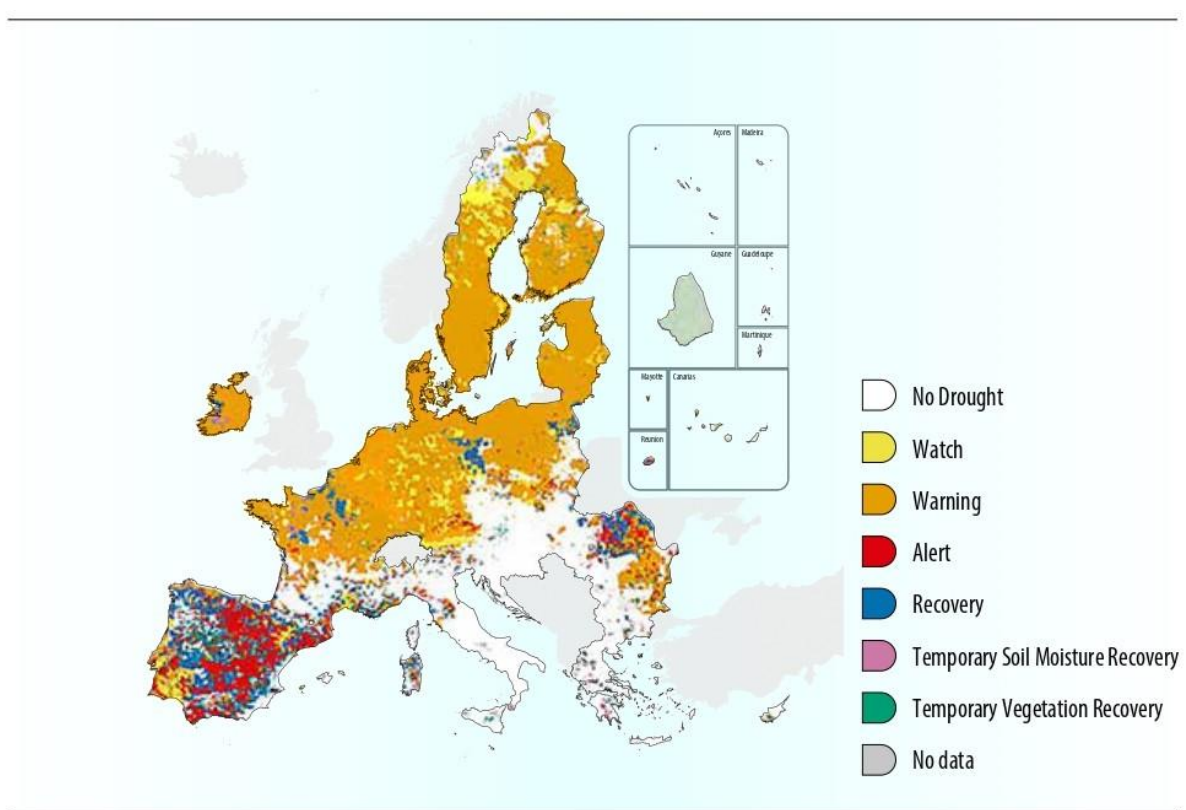 Açores
Madeira
Guyane
Guadeloupe
Martinique
Mayotte
Canarias
Reunion
No Drought
Watch
Warning
Alert
Recovery
Temporary Soil Moisture Recovery
Temporary Vegetation Recovery
No data